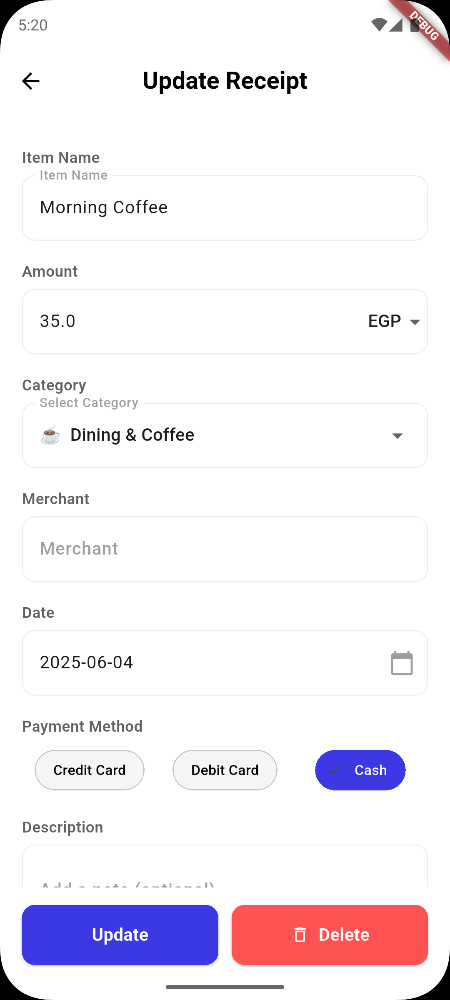 5:20
DEBUG
Update Receipt
Item Name
Item Name
Morning Coffee
Amount
35.0 EGP
Category
Select Category
Dining & Coffee
Merchant
Merchant
Date
2025-06-04
Payment Method
Credit Card Debit Card Cash
Description
Add a note (optional)
Update Delete